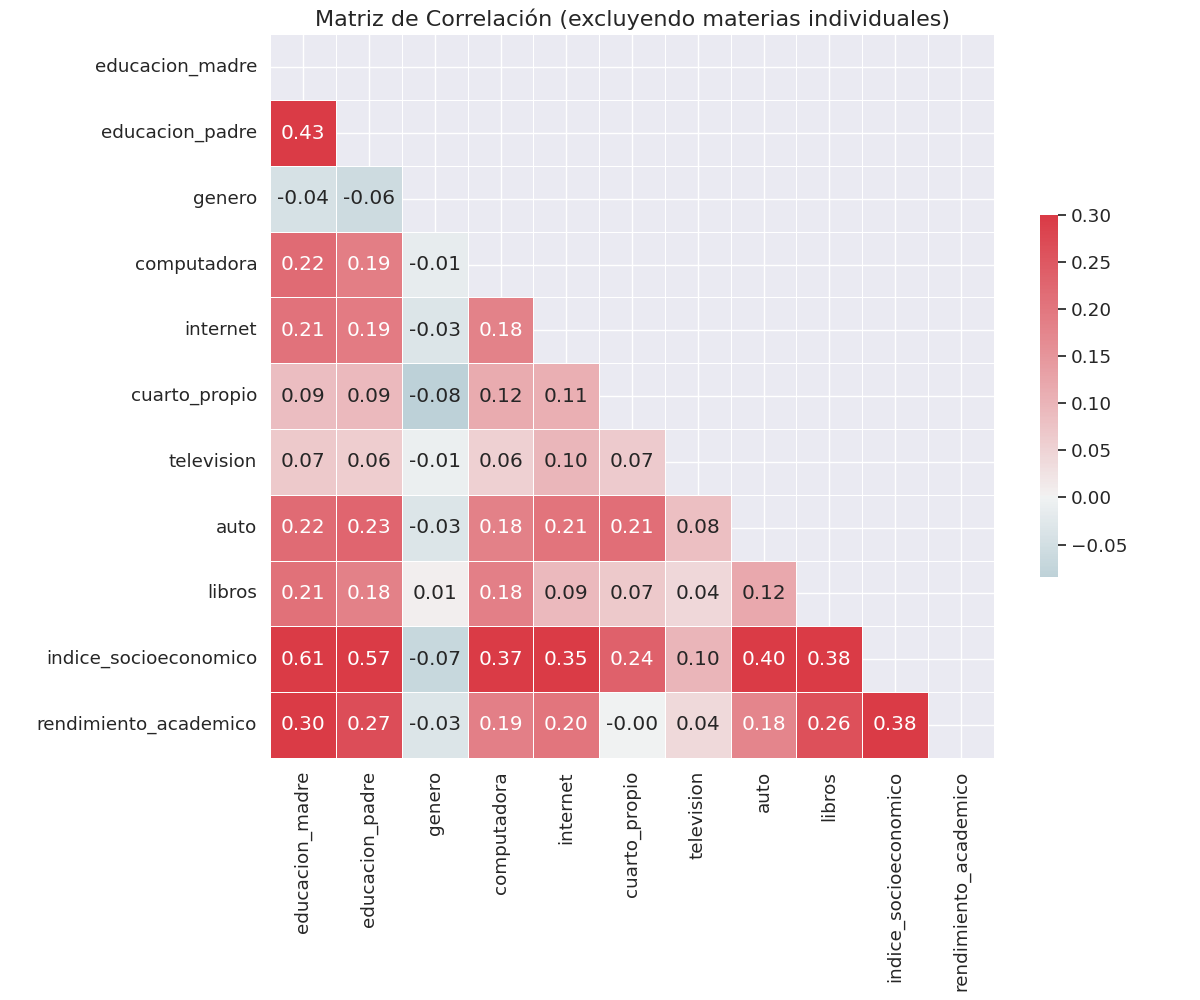 Matriz de Correlación (excluyendo materias individuales)
educacion_madre
educacion_padre 0.43
genero -0.04 -0.06
computadora 0.22 0.19 -0.01
internet 0.21 0.19 -0.03 0.18
cuarto_propio 0.09 0.09 -0.08 0.12 0.11
television 0.07 0.06 -0.01 0.06 0.10 0.07
auto 0.22 0.23 -0.03 0.18 0.21 0.21 0.08
libros 0.21 0.18 0.01 0.18 0.09 0.07 0.04 0.12
indice_socioeconomico 0.61 0.57 -0.07 0.37 0.35 0.24 0.10 0.40 0.38
rendimiento_academico 0.30 0.27 -0.03 0.19 0.20 -0.00 0.04 0.18 0.26 0.38
educacion_madre
educacion_padre
genero
computadora
internet
cuarto_propio
television
auto
libros
indice_socioeconomico
rendimiento_academico
0.30
0.25
0.20
0.15
0.10
0.05
0.00
−0.05